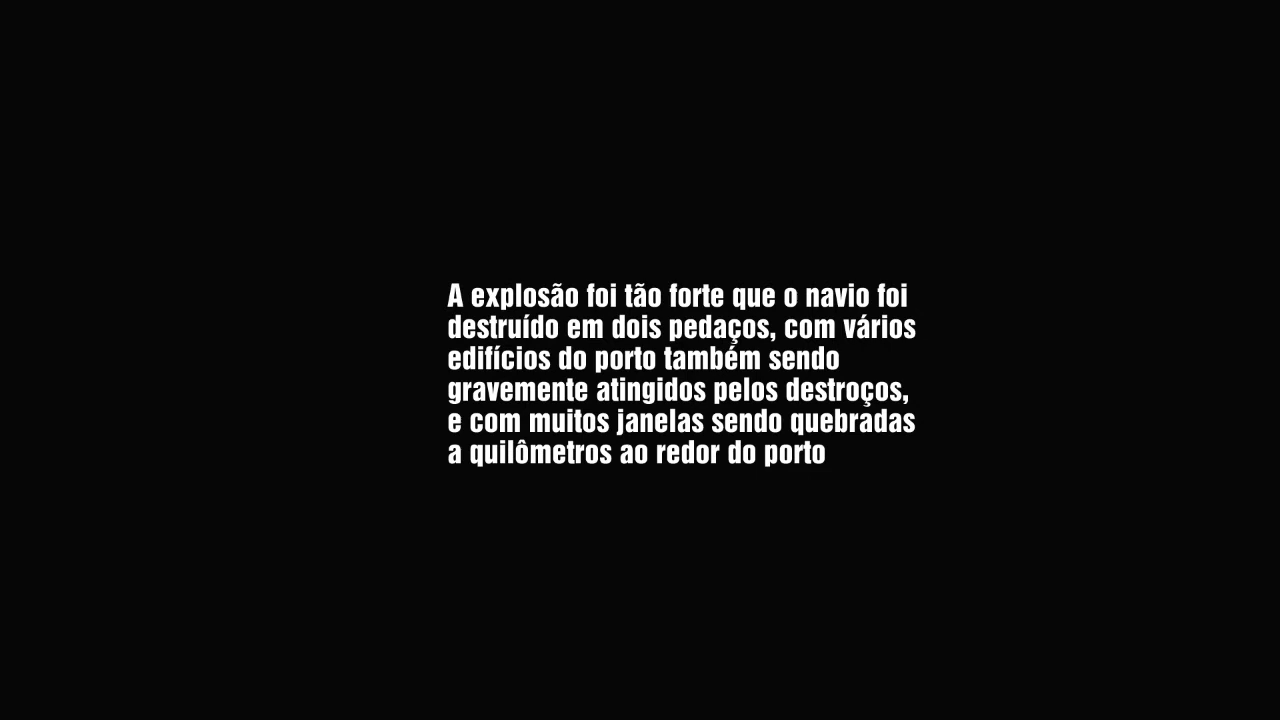 A explosão foi tão forte que o navio foi
destruído em dois pedaços, com vários
edifícios do porto também sendo
gravemente atingidos pelos destroços,
e com muitos janelas sendo quebradas
a quilômetros ao redor do porto